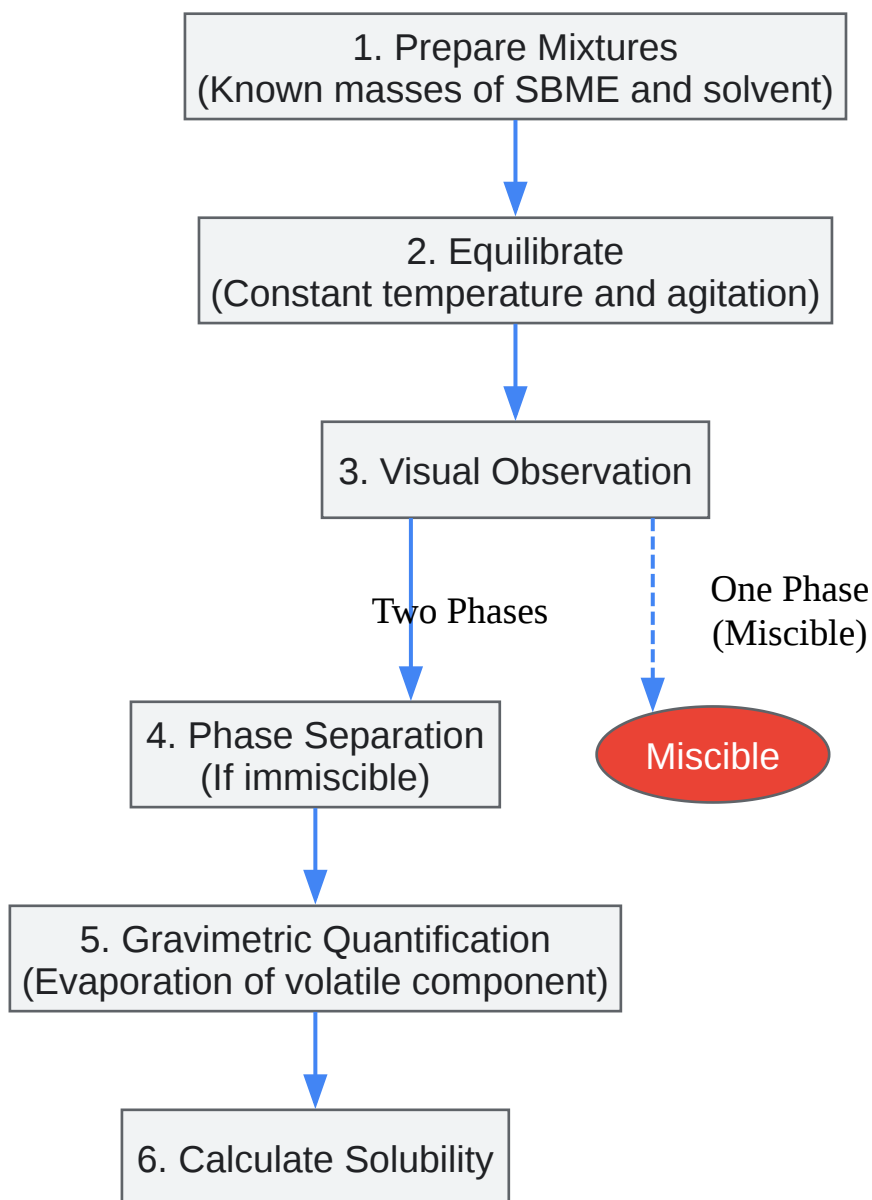 1. Prepare Mixtures
(Known masses of SBME and solvent)
2. Equilibrate
(Constant temperature and agitation)
3. Visual Observation
Two Phases
One Phase
(Miscible)
4. Phase Separation
(If immiscible)
Miscible
5. Gravimetric Quantification
(Evaporation of volatile component)
6. Calculate Solubility